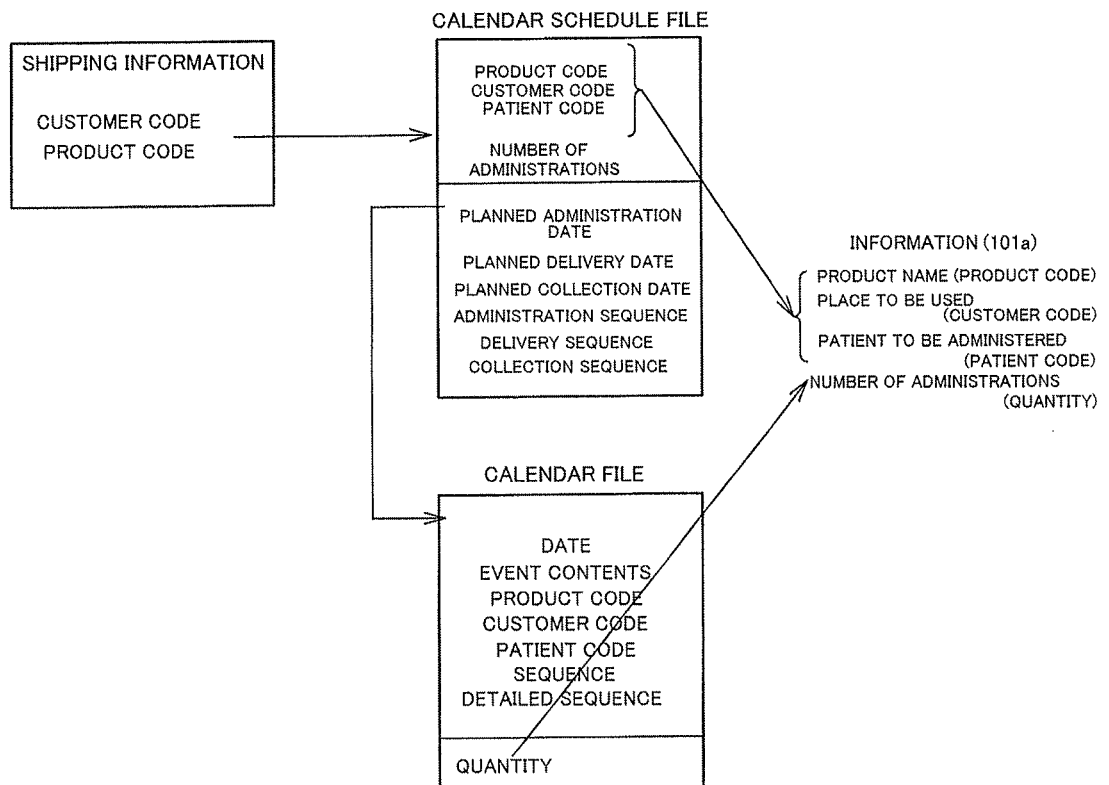 CALENDAR SCHEDULE FILE
SHIPPING INFORMATION
CUSTOMER CODE
PRODUCT CODE
PRODUCT CODE
CUSTOMER CODE
PATIENT CODE
NUMBER OF
ADMINISTRATIONS
PLANNED ADMINISTRATION
DATE
PLANNED DELIVERY DATE
PLANNED COLLECTION DATE
ADMINISTRATION SEQUENCE
DELIVERY SEQUENCE
COLLECTION SEQUENCE
INFORMATION (101a)
PRODUCT NAME (PRODUCT CODE)
PLACE TO BE USED
(CUSTOMER CODE)
PATIENT TO BE ADMINISTERED
(PATIENT CODE)
NUMBER OF ADMINISTRATIONS
(QUANTITY)
CALENDAR FILE
DATE
EVENT CONTENTS
PRODUCT CODE
CUSTOMER CODE
PATIENT CODE
SEQUENCE
DETAILED SEQUENCE
QUANTITY